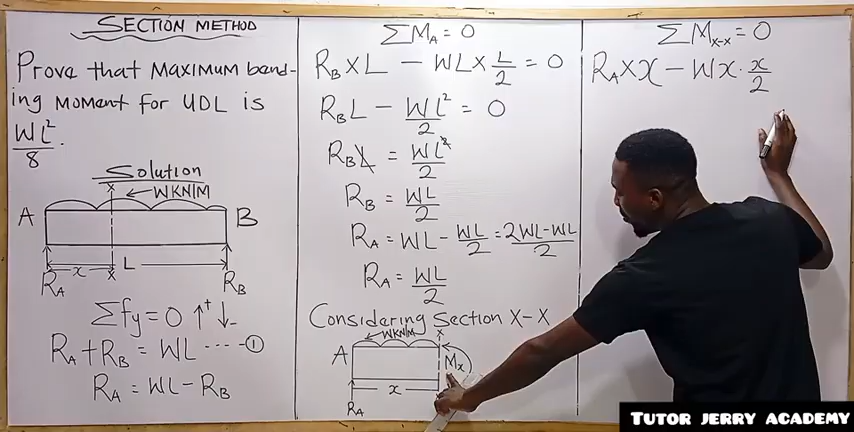 SECTION METHOD
Prove that MAXIMUM bend-
ing MOMENT FOR UDL is
WL²/8.
Solution
X
WKN/M
A
B
x
L
X
RA
RB
Σfy = 0 ↑+ ↓-
RA + RB = WL ---- ①
RA = WL - RB
ΣMA = 0
RB × L - WL × L/2 = 0
RBL - WL²/2 = 0
RBL = WL²/2
RB = WL/2
RA = WL - WL/2 = 2WL-WL/2
RA = WL/2
Considering Section X-X
WKN/M
X
A
Mx
x
RA
ΣMx-x = 0
RA × x - Wx · x/2
TUTOR JERRY ACADEMY